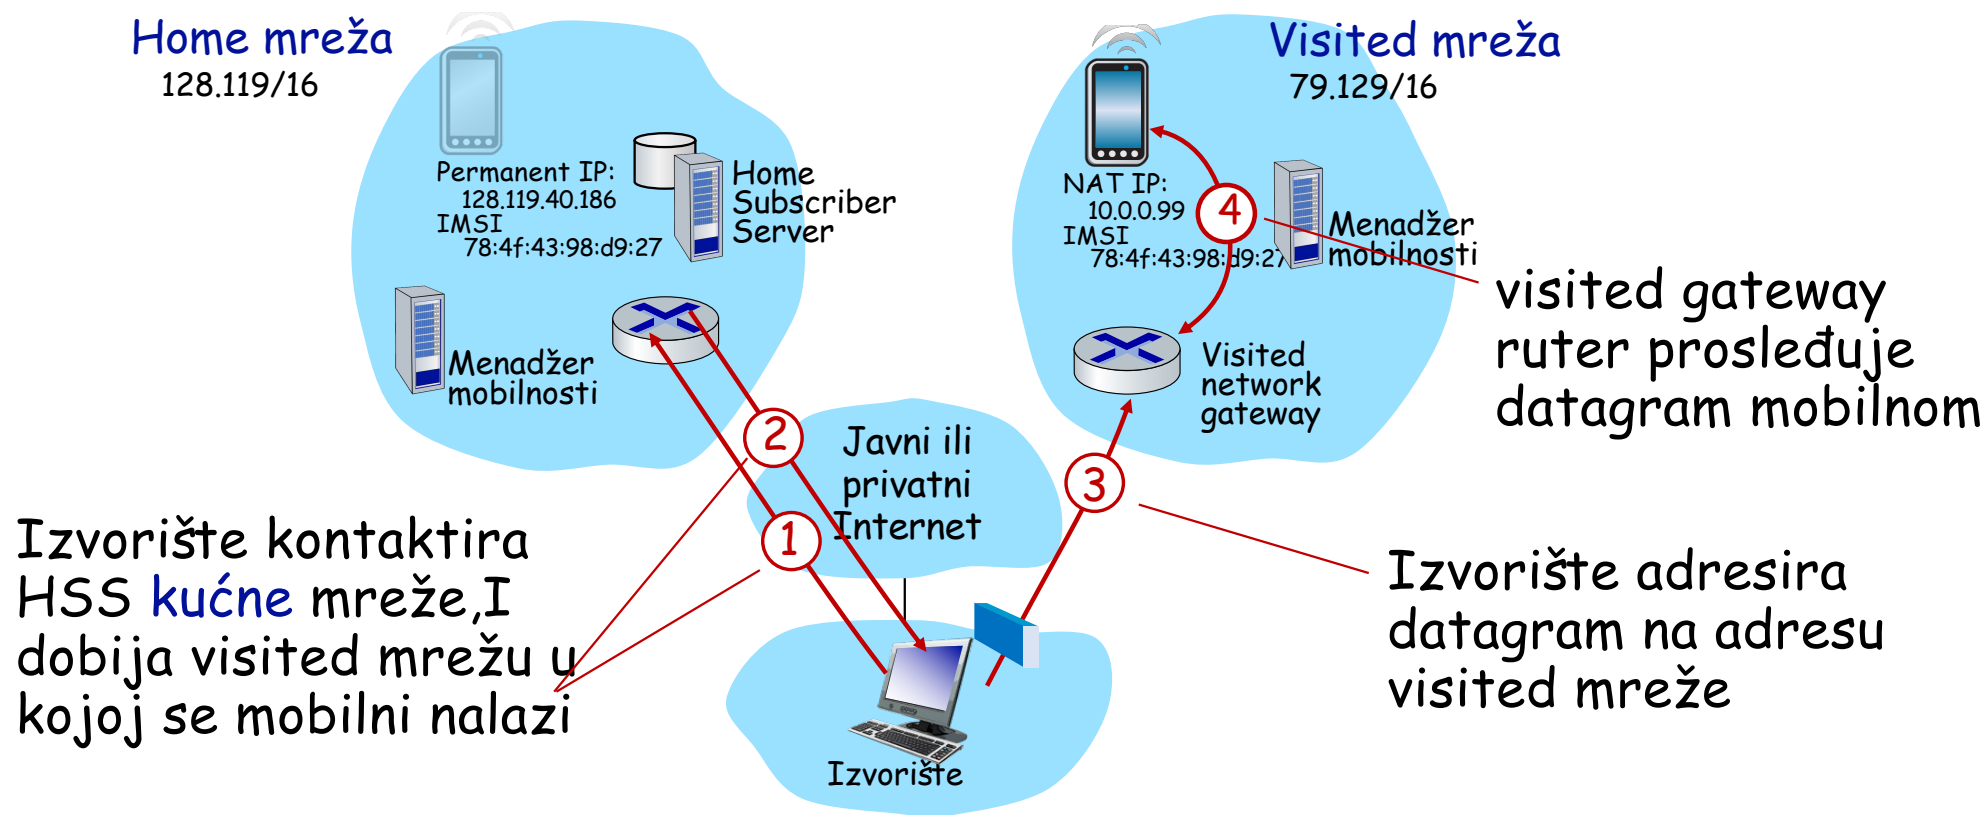 Home mreža
128.119/16
Permanent IP:
128.119.40.186
IMSI
78:4f:43:98:d9:27
Home
Subscriber
Server
Menadžer
mobilnosti
Visited mreža
79.129/16
NAT IP:
10.0.0.99
IMSI
78:4f:43:98:d9:27
4
Menadžer
mobilnosti
Visited
network
gateway
visited gateway
ruter prosleđuje
datagram mobilnom
2
1
3
Javni ili
privatni
Internet
Izvorište kontaktira
HSS kućne mreže,I
dobija visited mrežu u
kojoj se mobilni nalazi
Izvorište adresira
datagram na adresu
visited mreže
Izvorište